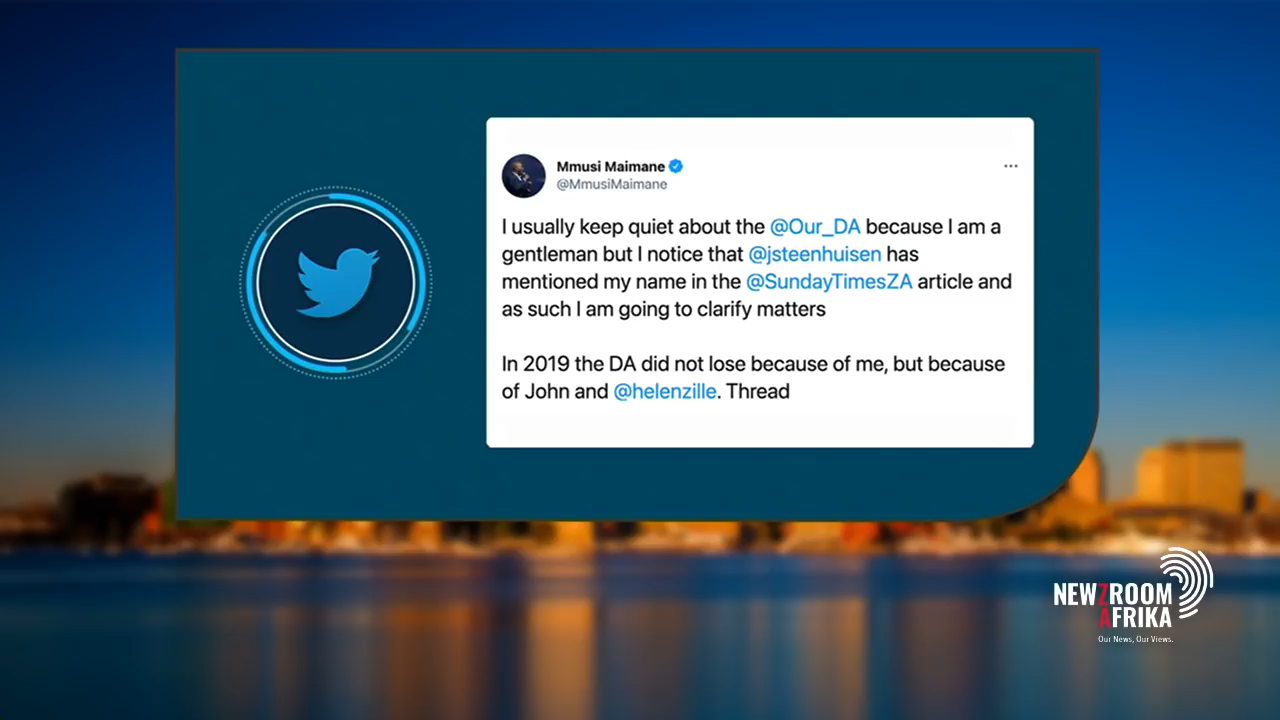 Mmusi Maimane
@MmusiMaimane
I usually keep quiet about the @Our_DA because I am a
gentleman but I notice that @jsteenhuisen has
mentioned my name in the @SundayTimesZA article and
as such I am going to clarify matters
In 2019 the DA did not lose because of me, but because
of John and @helenzille. Thread
NEWZROOM
AFRIKA
Our News, Our Views.